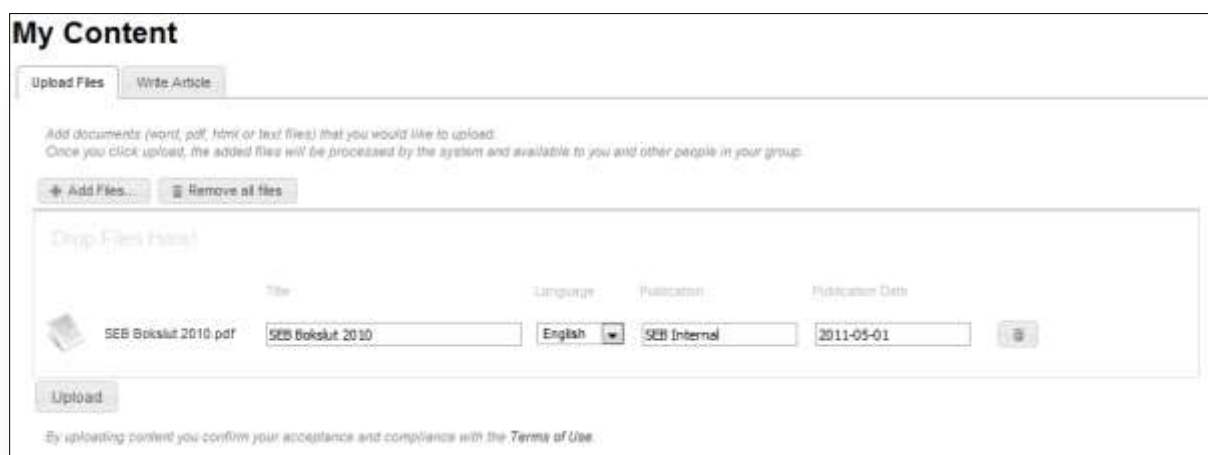 My Content
Upload Files Write Article
Add documents (word, pdf, html or text files) that you would like to upload.
Once you click upload, the added files will be processed by the system and available to you and other people in your group.
Add Files... Remove all files
Drop Files Here!
Title Language Publication Publication Date
SEB Bokslut 2010.pdf SEB Bokslut 2010 English SEB Internal 2011-05-01
Upload
By uploading content you confirm your acceptance and compliance with the Terms of Use.